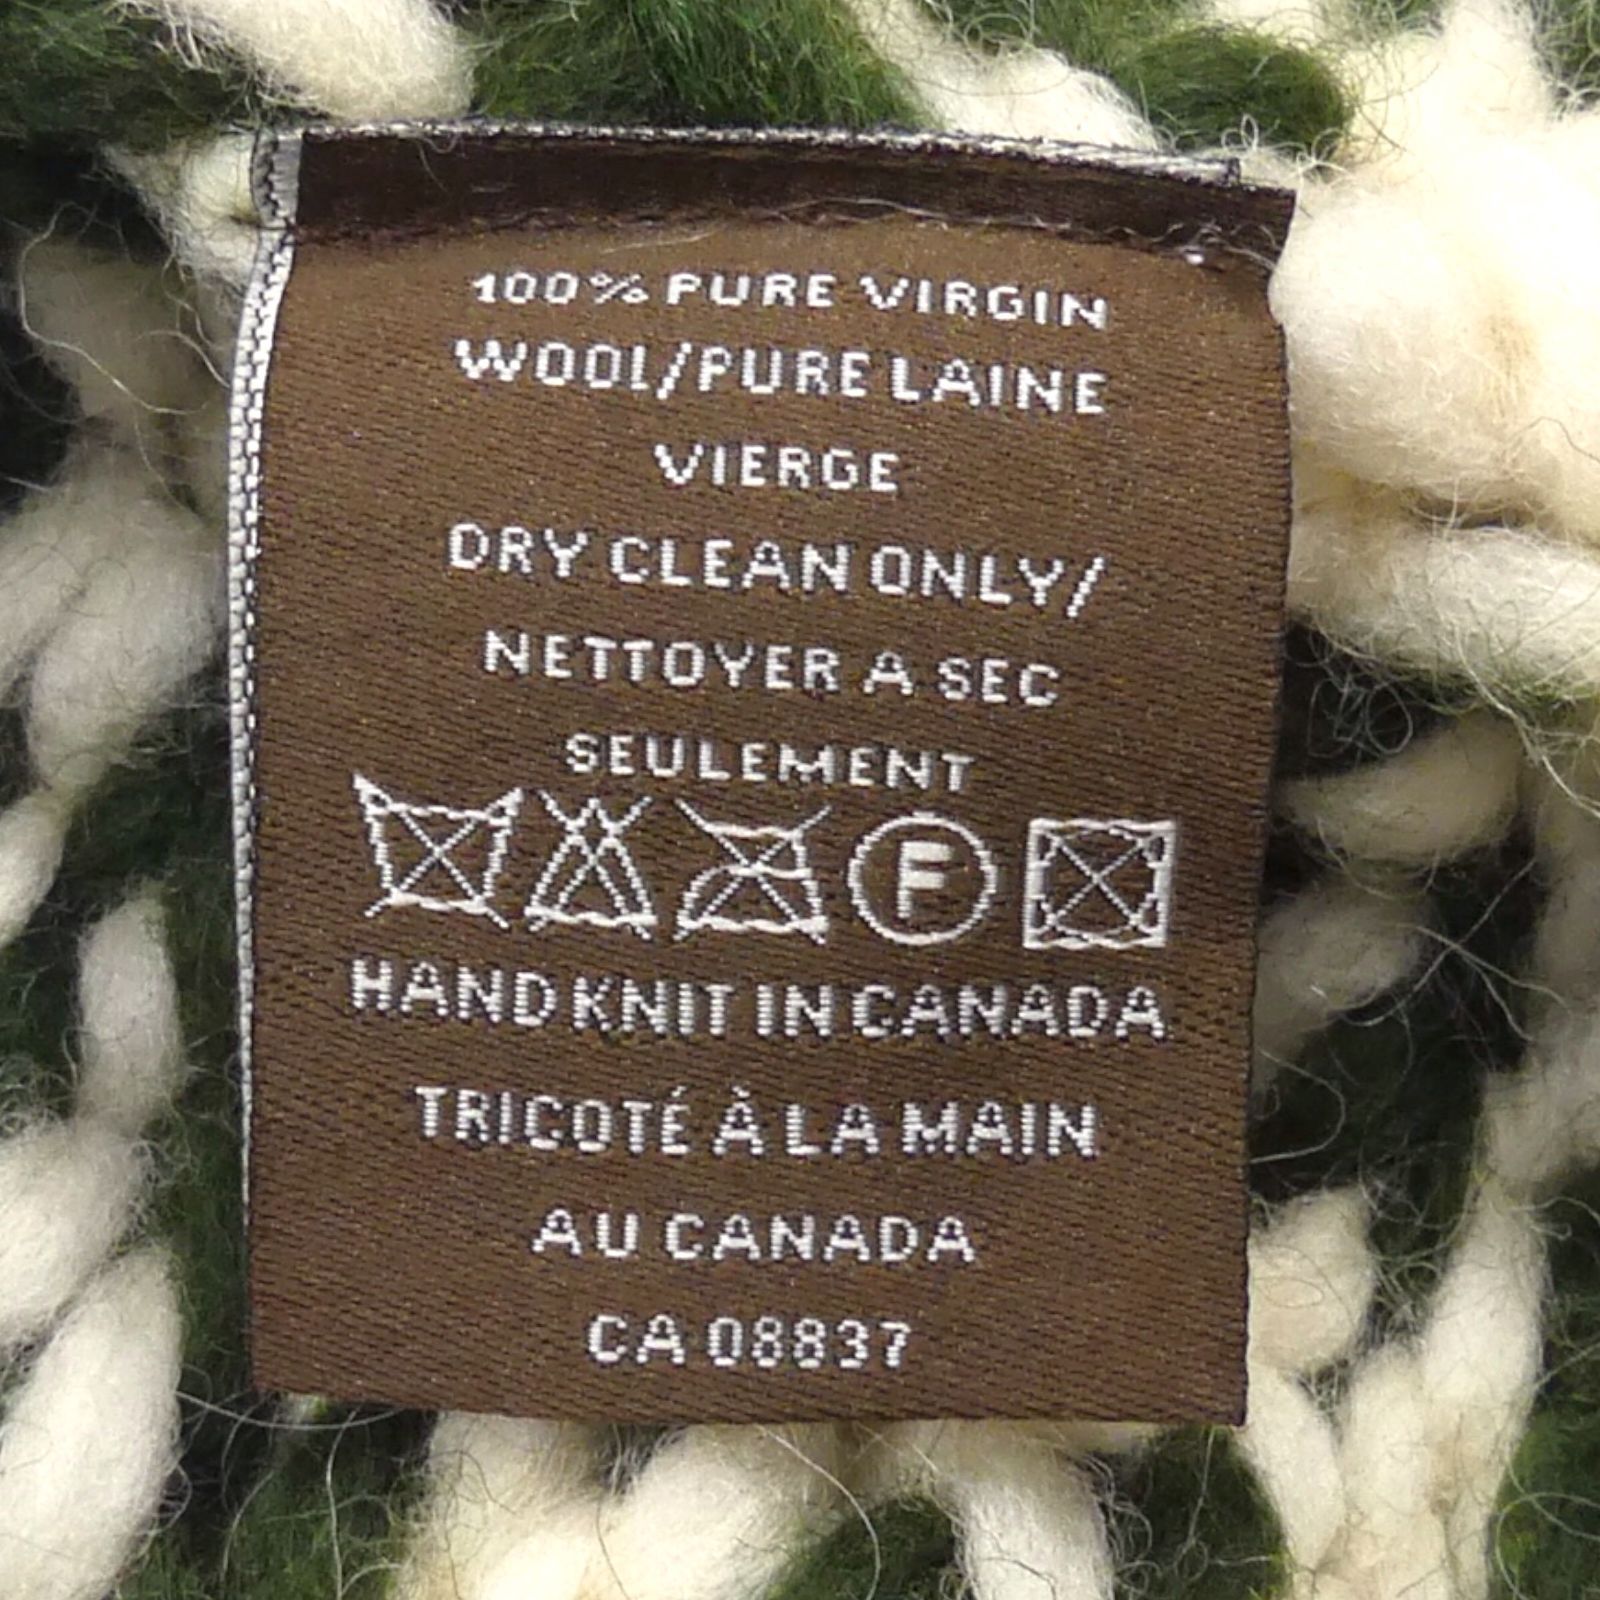 100% PURE VIRGIN
WOOL/PURE LAINE
VIERGE
DRY CLEAN ONLY/
NETTOYER A SEC
SEULEMENT
F
HAND KNIT IN CANADA
TRICOTÉ À LA MAIN
AU CANADA
CA 08837